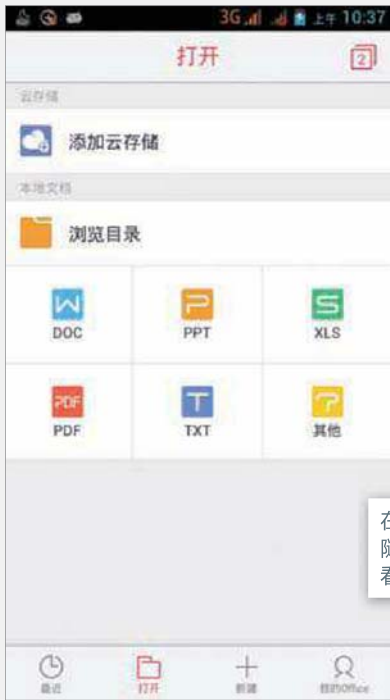 3G 上午 10:37
打开
2
云存储
添加云存储
本地文档
浏览目录
DOC PPT XLS
PDF
PDF TXT 其他
在
随
看
最近 打开 新建 我的Office